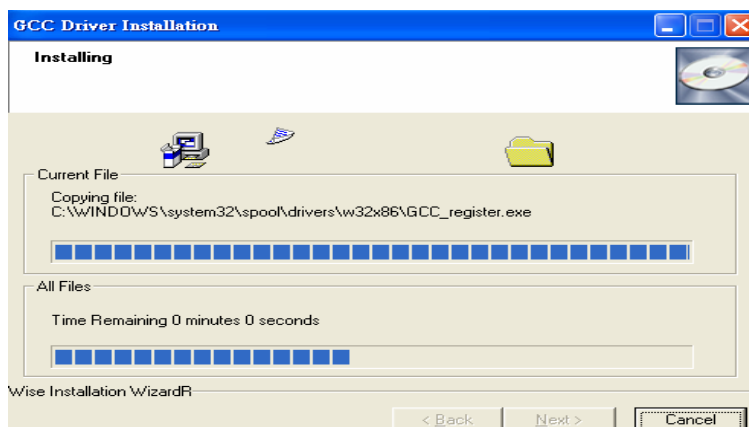 GCC Driver Installation
Installing
Current File
Copying file:
C:\WINDOWS\system32\spool\drivers\w32x86\GCC_register.exe
All Files
Time Remaining 0 minutes 0 seconds
Wise Installation WizardR
< Back Next > Cancel